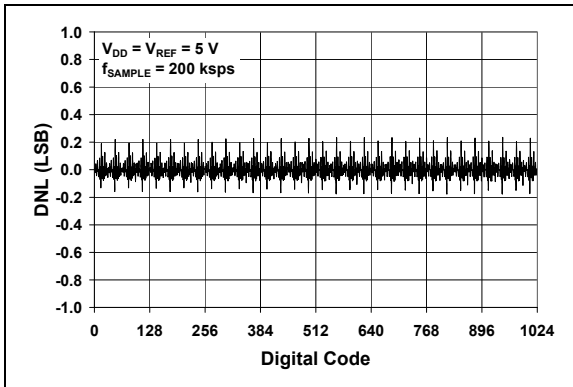 1.0
V_DD = V_REF = 5 V
f_SAMPLE = 200 ksps
0.8
0.6
0.4
0.2
0.0
-0.2
-0.4
-0.6
-0.8
-1.0
DNL (LSB)
0 128 256 384 512 640 768 896 1024
Digital Code